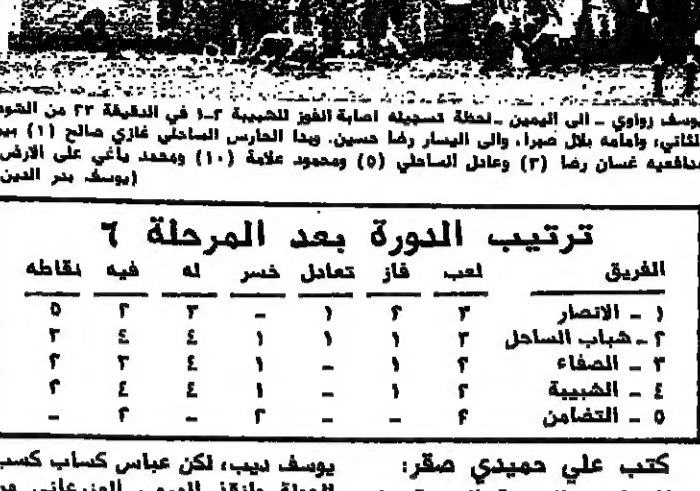 يوسف زواوي - الى اليمين - لحظة تسجيله اصابة الفوز للشبيبة ٢-١ في الدقيقة ٢٣ من الشوط
الثاني، وامامه بلال صبرا، والى اليسار رضا حسين. وبدا الحارس الساحلي غازي صالح (١) بين
مدافعيه غسان رضا (٣) وعادل الساحلي (٥) ومحمود علامة (١٠) ومحمد ياغي على الارض
(يوسف بدر الدين)
ترتيب الدورة بعد المرحلة ٦
الفريق لعب فاز تعادل خسر له فيه نقاطه
١ - الانصار ٣ ٢ ١ - ٣ ٢ ٥
٢ - شباب الساحل ٣ ١ ١ ١ ٤ ٤ ٣
٣ - الصفاء ٢ ١ - ١ ٤ ٣ ٢
٤ - الشبيبة ٢ ١ - ١ ٤ ٤ ٢
٥ - التضامن ٢ - - ٢ - ٢ -
كتب علي حميدي صقر:
يوسف ديب، لكن عباس كساب كسب